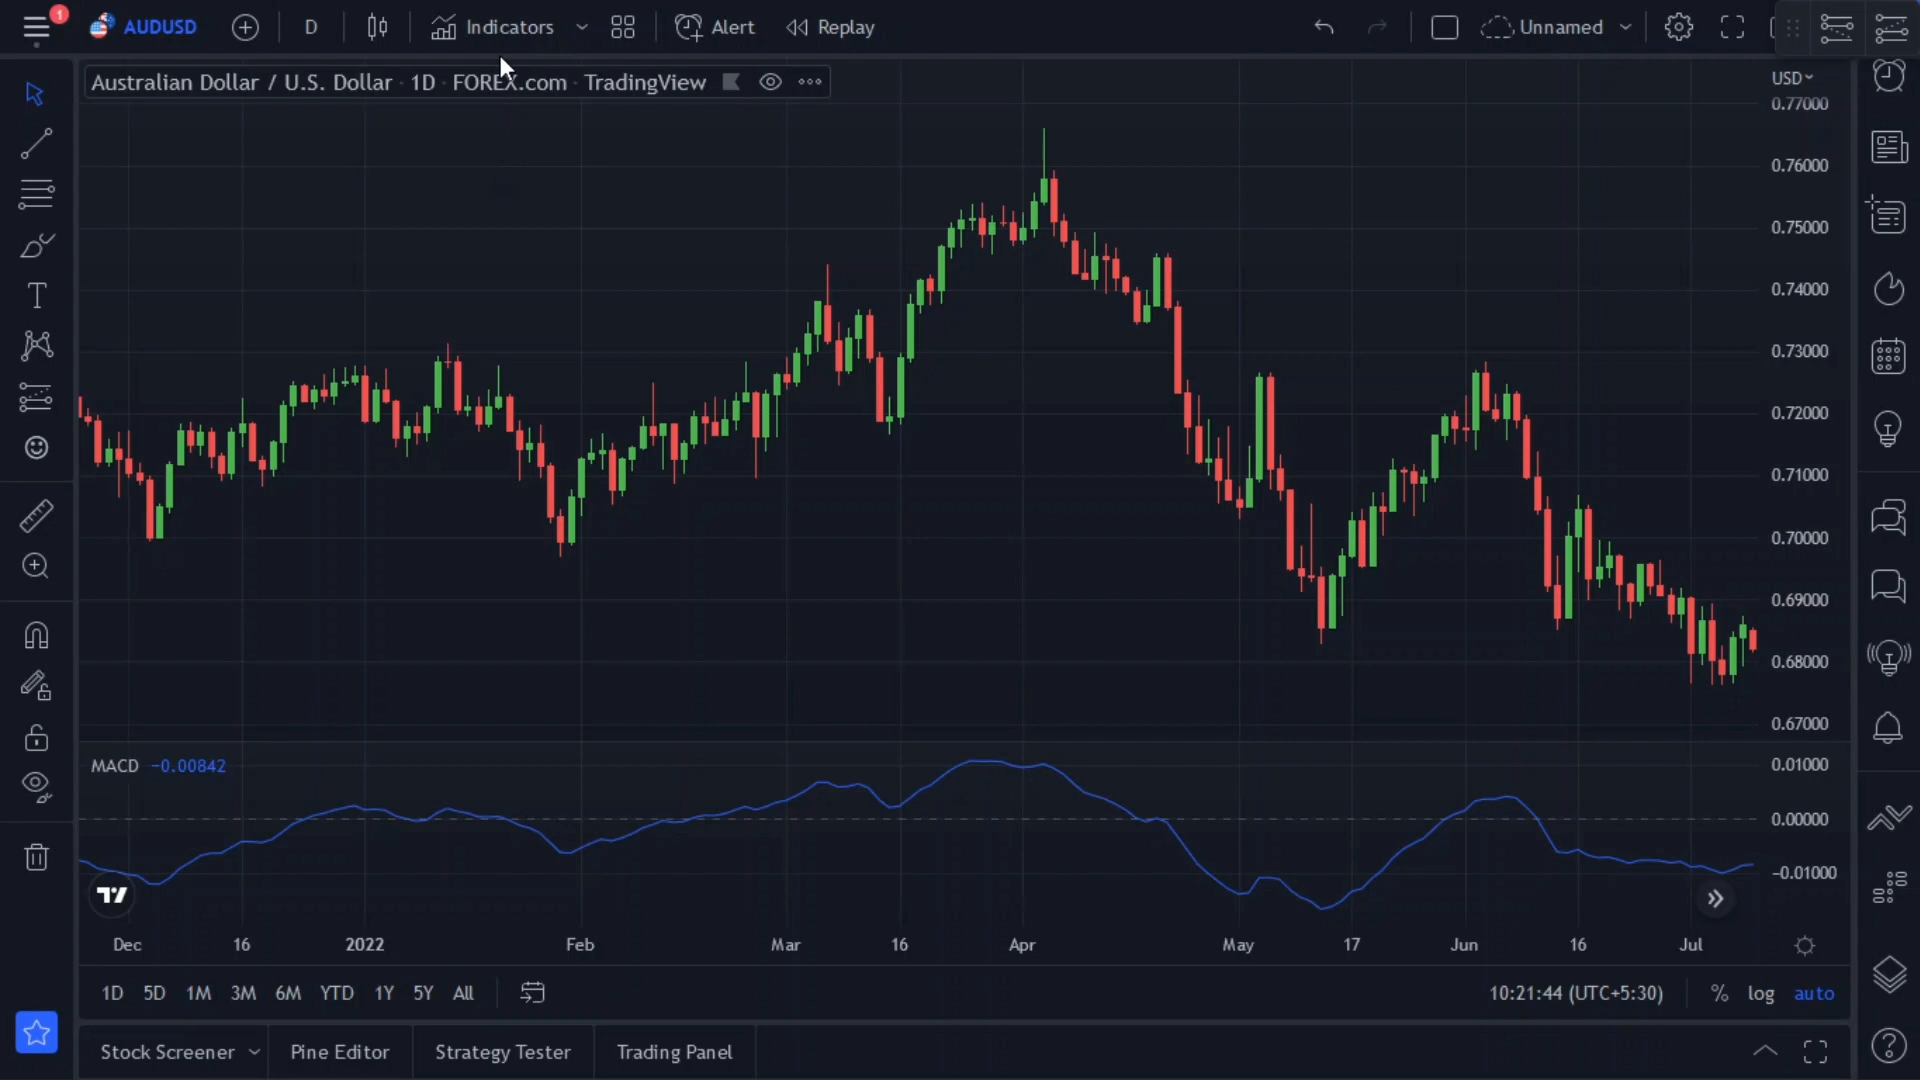 1
AUDUSD
D
Indicators
Alert
Replay
Unnamed
Australian Dollar / U.S. Dollar · 1D · FOREX.com · TradingView
USD
0.77000
0.76000
0.75000
0.74000
0.73000
0.72000
0.71000
0.70000
0.69000
0.68000
0.67000
MACD −0.00842
0.01000
0.00000
−0.01000
Dec 16 2022 Feb Mar 16 Apr May 17 Jun 16 Jul
1D 5D 1M 3M 6M YTD 1Y 5Y All
10:21:44 (UTC+5:30)
% log auto
Stock Screener
Pine Editor
Strategy Tester
Trading Panel